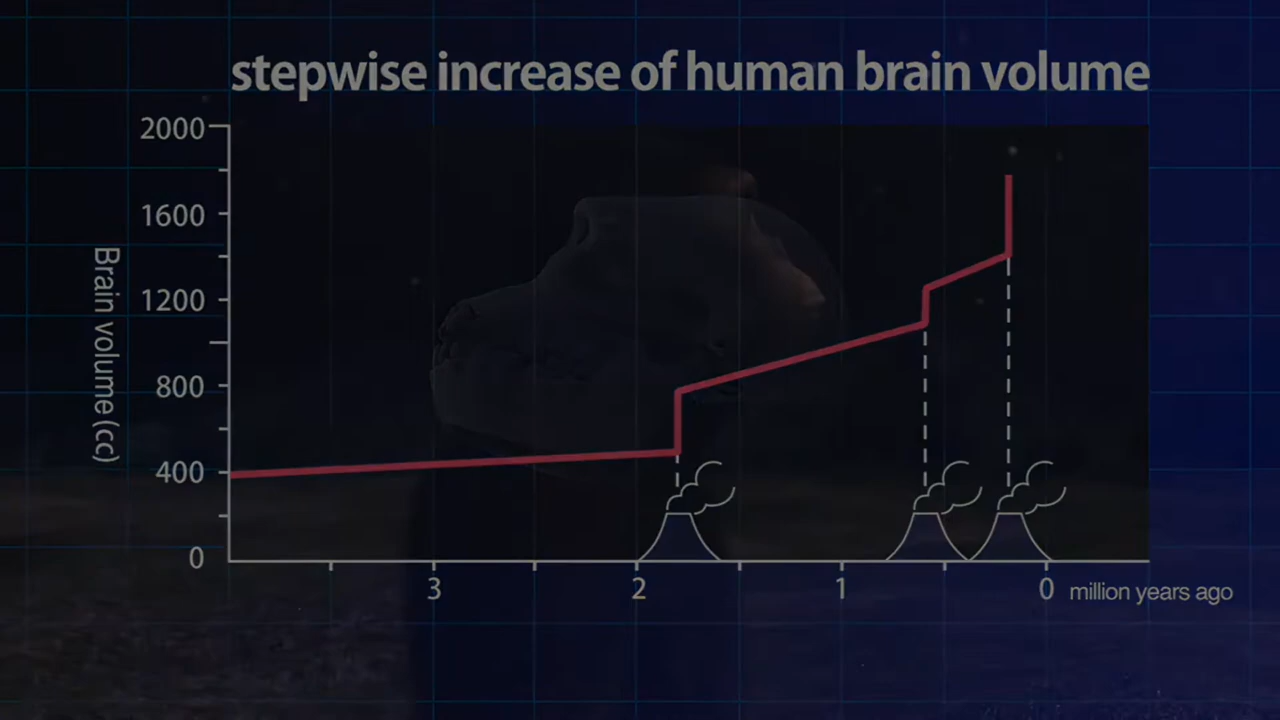 stepwise increase of human brain volume
2000
1600
1200
800
400
0
Brain volume (cc)
3 2 1 0 million years ago